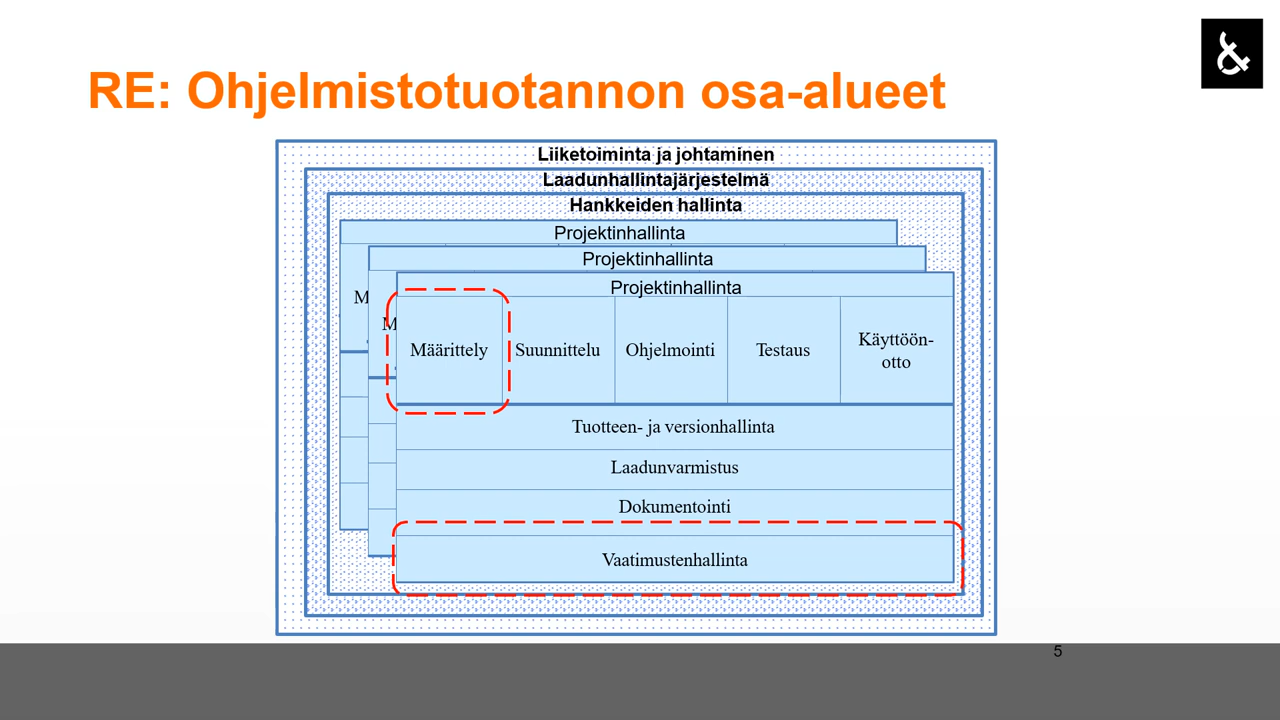 &
RE: Ohjelmistotuotannon osa-alueet
Liiketoiminta ja johtaminen
Laadunhallintajärjestelmä
Hankkeiden hallinta
Projektinhallinta
Projektinhallinta
Projektinhallinta
M
M
Määrittely
Suunnittelu
Ohjelmointi
Testaus
Käyttöön-
otto
Tuotteen- ja versionhallinta
Laadunvarmistus
Dokumentointi
Vaatimustenhallinta
5